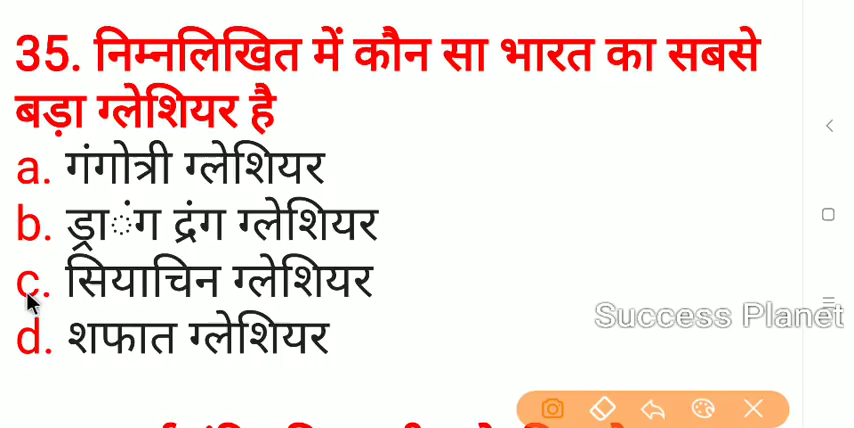 35. निम्नलिखित में कौन सा भारत का सबसे
बड़ा ग्लेशियर है
a. गंगोत्री ग्लेशियर
b. ड्रांग द्रंग ग्लेशियर
c. सियाचिन ग्लेशियर
d. शफात ग्लेशियर
Success Planet